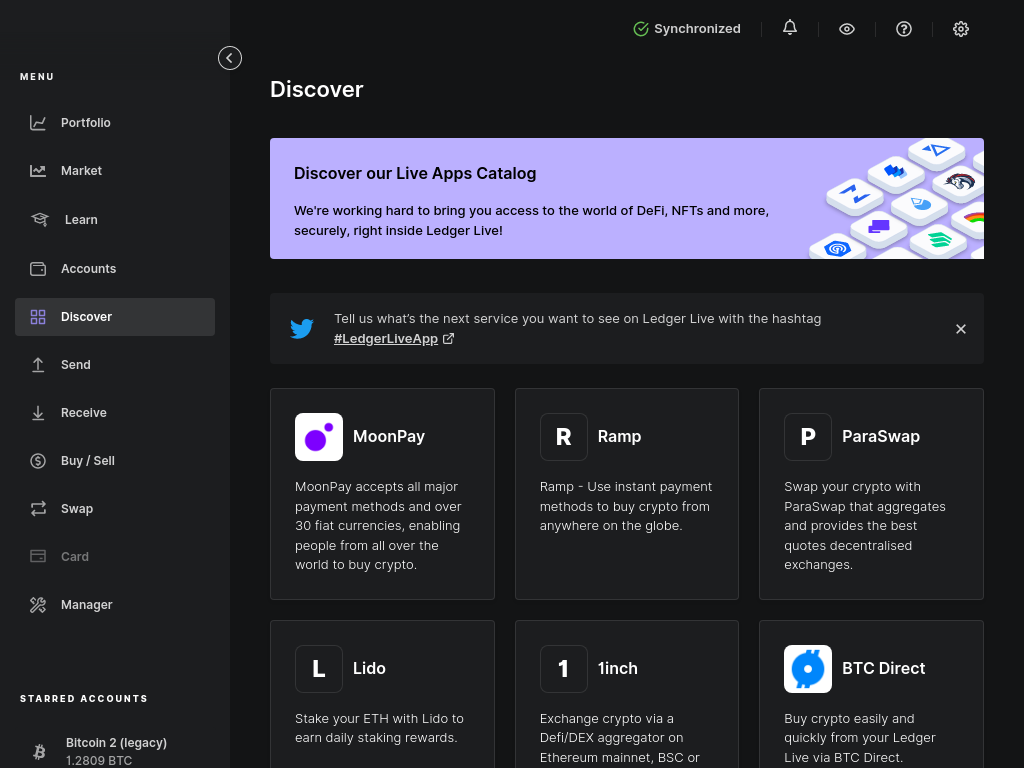 Synchronized
MENU
Portfolio
Market
Learn
Accounts
Discover
Send
Receive
Buy / Sell
Swap
Card
Manager
STARRED ACCOUNTS
Bitcoin 2 (legacy)
1.2809 BTC
Discover
Discover our Live Apps Catalog
We're working hard to bring you access to the world of DeFi, NFTs and more,
securely, right inside Ledger Live!
Tell us what's the next service you want to see on Ledger Live with the hashtag
#LedgerLiveApp
MoonPay
MoonPay accepts all major
payment methods and over
30 fiat currencies, enabling
people from all over the
world to buy crypto.
R Ramp
Ramp - Use instant payment
methods to buy crypto from
anywhere on the globe.
P ParaSwap
Swap your crypto with
ParaSwap that aggregates
and provides the best
quotes decentralised
exchanges.
L Lido
Stake your ETH with Lido to
earn daily staking rewards.
1 1inch
Exchange crypto via a
Defi/DEX aggregator on
Ethereum mainnet, BSC or
BTC Direct
Buy crypto easily and
quickly from your Ledger
Live via BTC Direct.